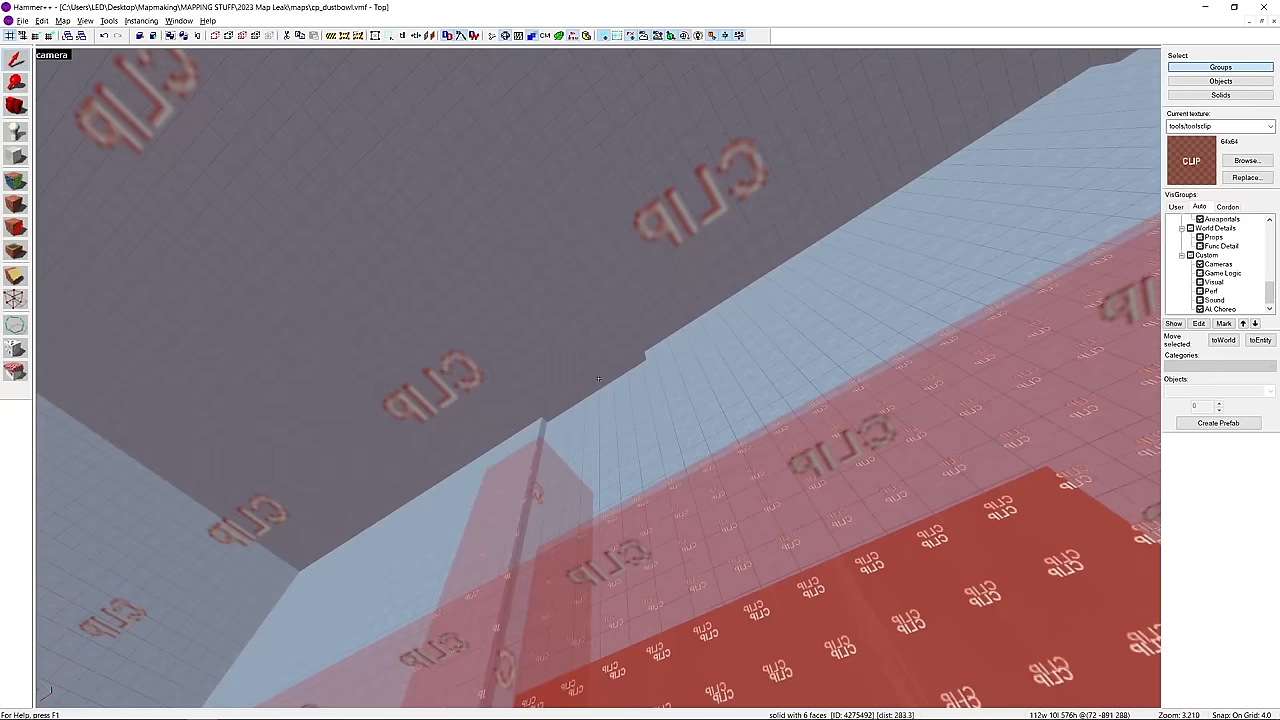 Hammer++ - [C:\Users\LED\Desktop\Mapmaking\MAPPING STUFF\2023 Map Leak\maps\cp_dustbowl.vmf - Top]
File Edit Map View Tools Instancing Window Help
camera
CLIP
CLIP
CLIP
CLIP
CLIP
CLIP
CLIP
CLIP
Select
Groups
Objects
Solids
Current texture:
tools/toolsclip
CLIP
64x64
Browse...
Replace...
VisGroups:
User Auto Cordon
Areaportals
World Details
Props
Func Detail
Custom
Cameras
Game Logic
Visual
Perf
Sound
AI, Choreo
Show Edit Mark
Move selected:
toWorld toEntity
Categories:
Objects:
0
Create Prefab
For Help, press F1
solid with 6 faces [ID: 4275492] [dist: 283.3]
112w 10l 576h @(72 -891 288)
Zoom: 3.210
Snap: On Grid: 4.0